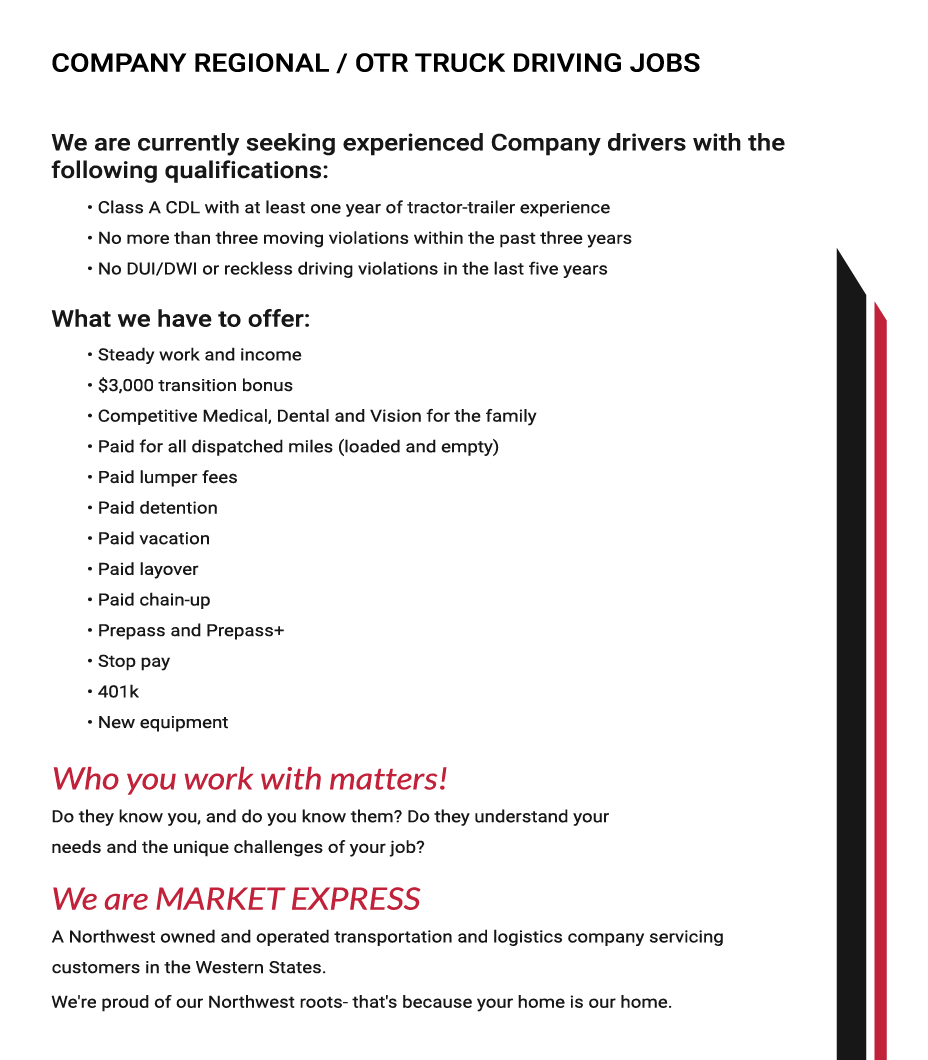 COMPANY REGIONAL / OTR TRUCK DRIVING JOBS
We are currently seeking experienced Company drivers with the
following qualifications:
• Class A CDL with at least one year of tractor-trailer experience
• No more than three moving violations within the past three years
• No DUI/DWI or reckless driving violations in the last five years
What we have to offer:
• Steady work and income
• $3,000 transition bonus
• Competitive Medical, Dental and Vision for the family
• Paid for all dispatched miles (loaded and empty)
• Paid lumper fees
• Paid detention
• Paid vacation
• Paid layover
• Paid chain-up
• Prepass and Prepass+
• Stop pay
• 401k
• New equipment
Who you work with matters!
Do they know you, and do you know them? Do they understand your
needs and the unique challenges of your job?
We are MARKET EXPRESS
A Northwest owned and operated transportation and logistics company servicing
customers in the Western States.
We're proud of our Northwest roots- that's because your home is our home.